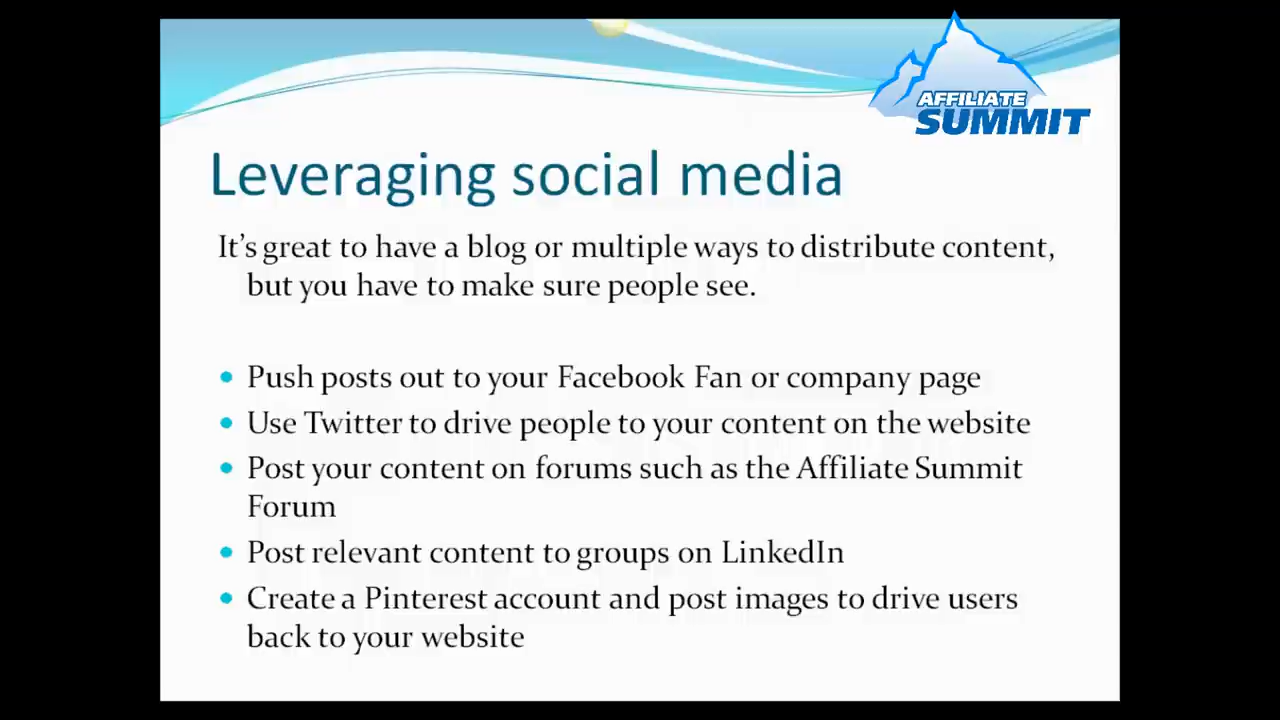 AFFILIATE
SUMMIT
Leveraging social media
It’s great to have a blog or multiple ways to distribute content,
but you have to make sure people see.
Push posts out to your Facebook Fan or company page
Use Twitter to drive people to your content on the website
Post your content on forums such as the Affiliate Summit
Forum
Post relevant content to groups on LinkedIn
Create a Pinterest account and post images to drive users
back to your website